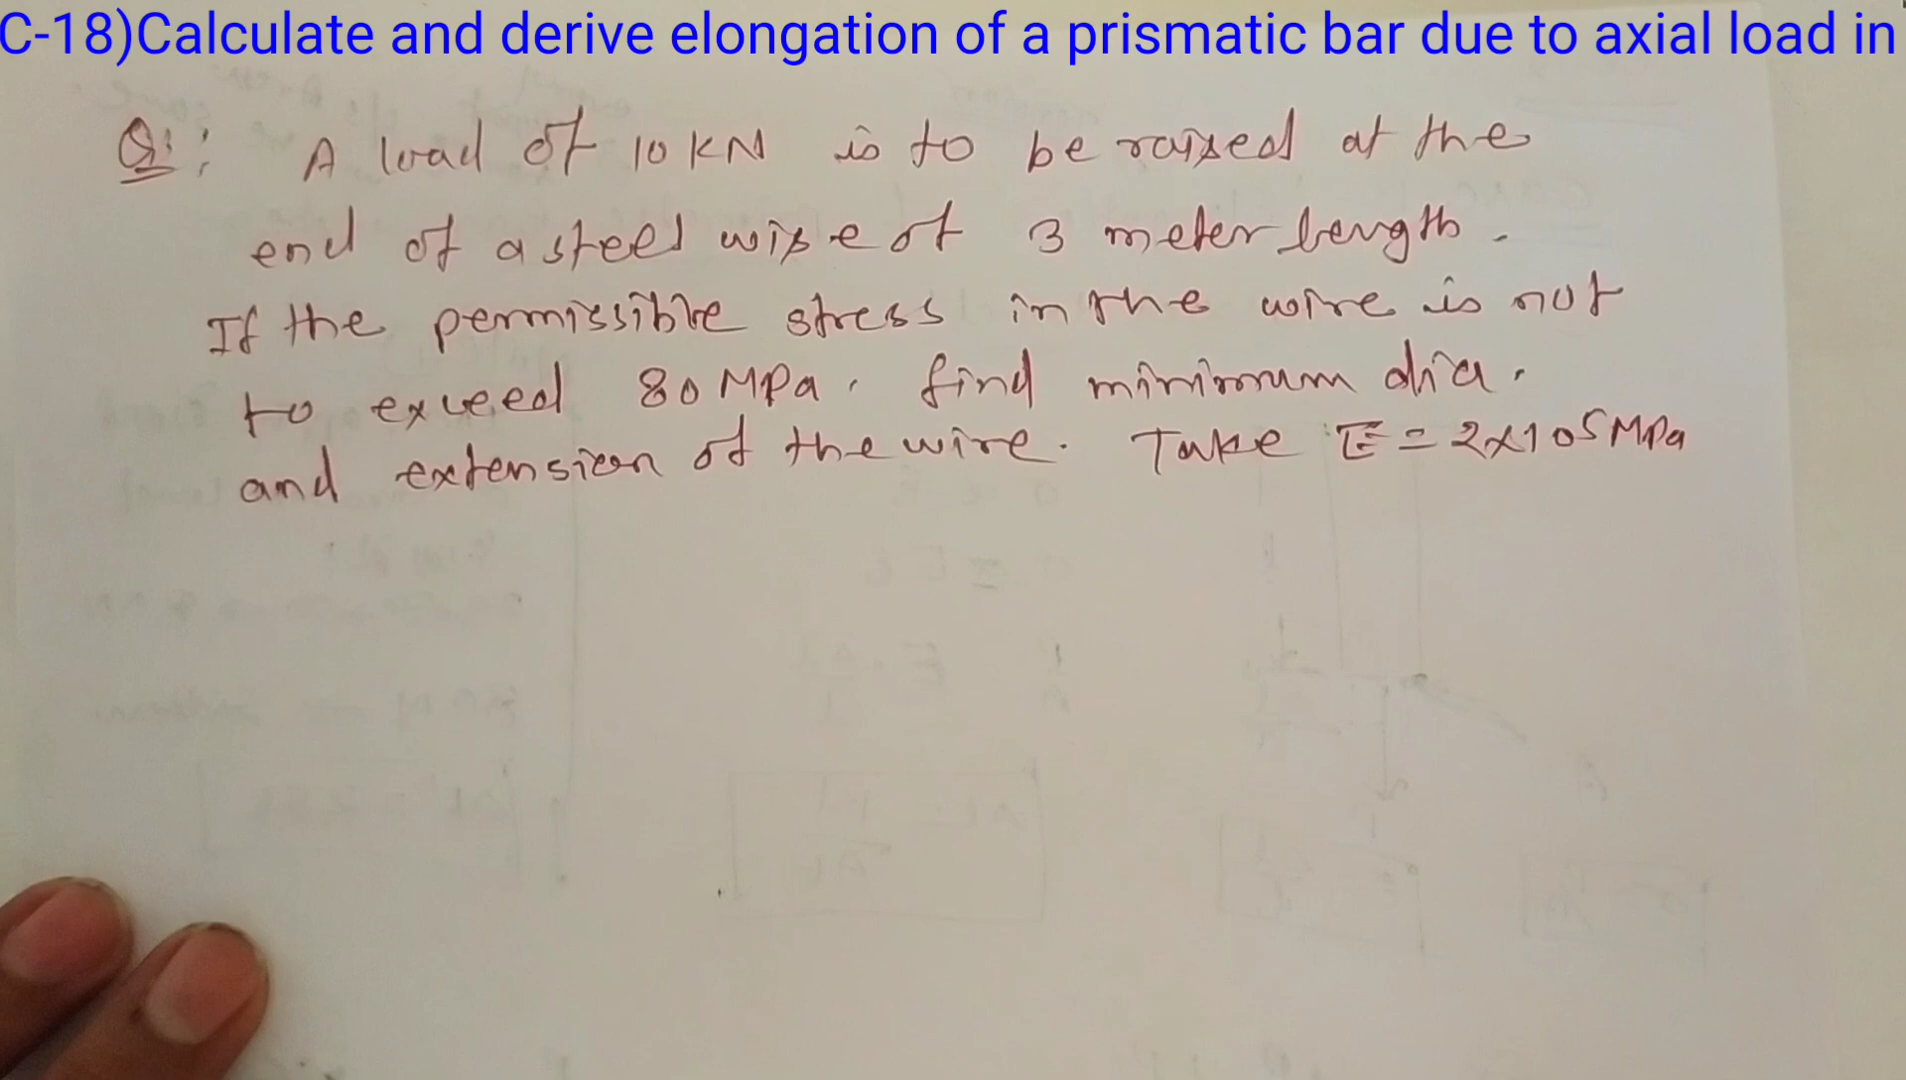 C-18)Calculate and derive elongation of a prismatic bar due to axial load in
Q: A load of 10 KN is to be raised at the
end of a steel wire of 3 meter length.
If the permissible stress in the wire is not
to exceed 80 MPa. find minimum dia.
and extension of the wire. Take E = 2x105MPa